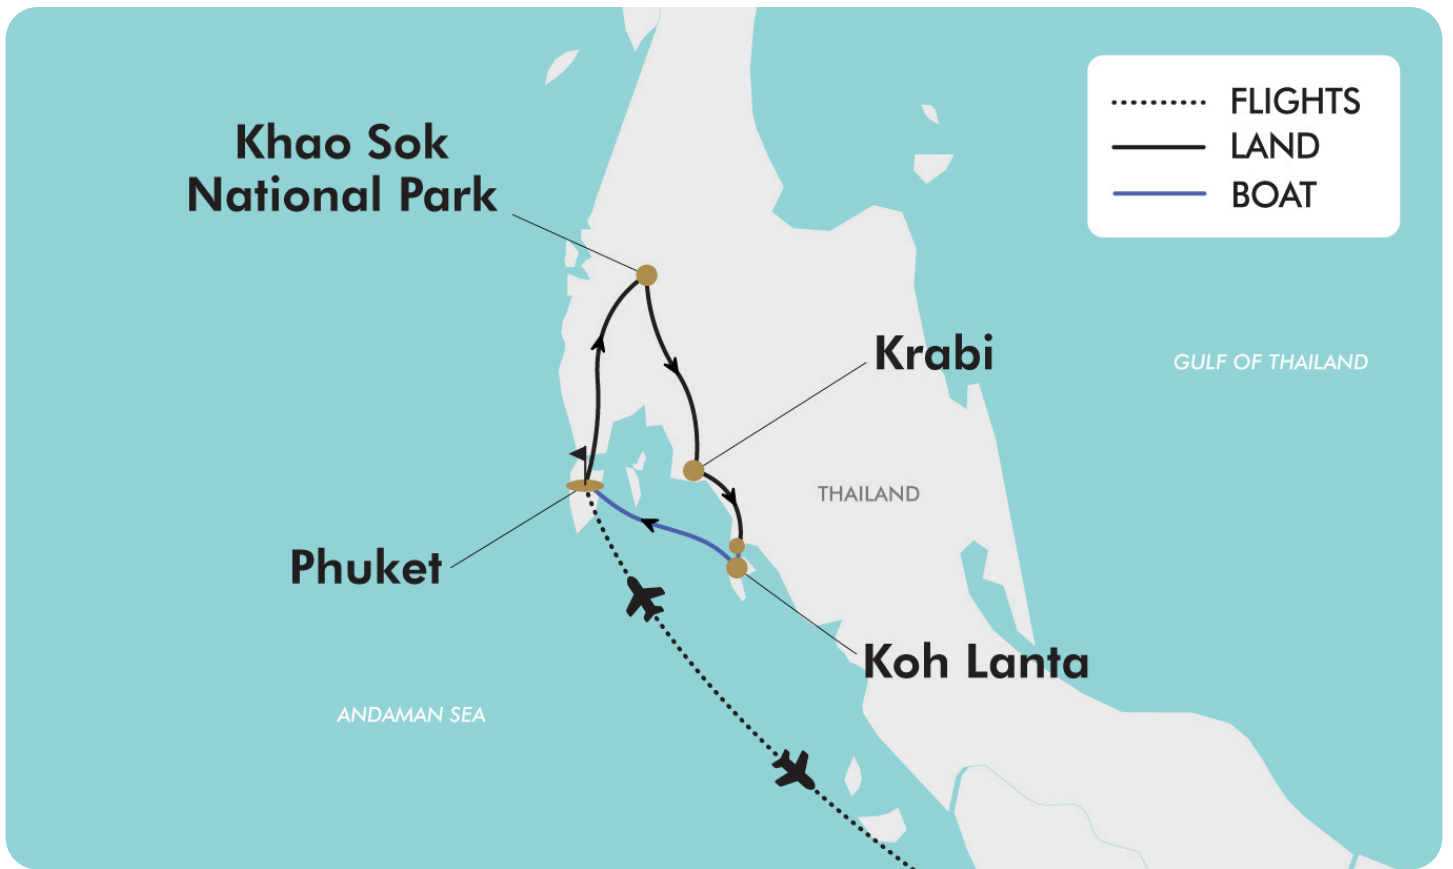 Khao Sok
National Park
FLIGHTS
LAND
BOAT
Krabi
GULF OF THAILAND
THAILAND
Phuket
Koh Lanta
ANDAMAN SEA